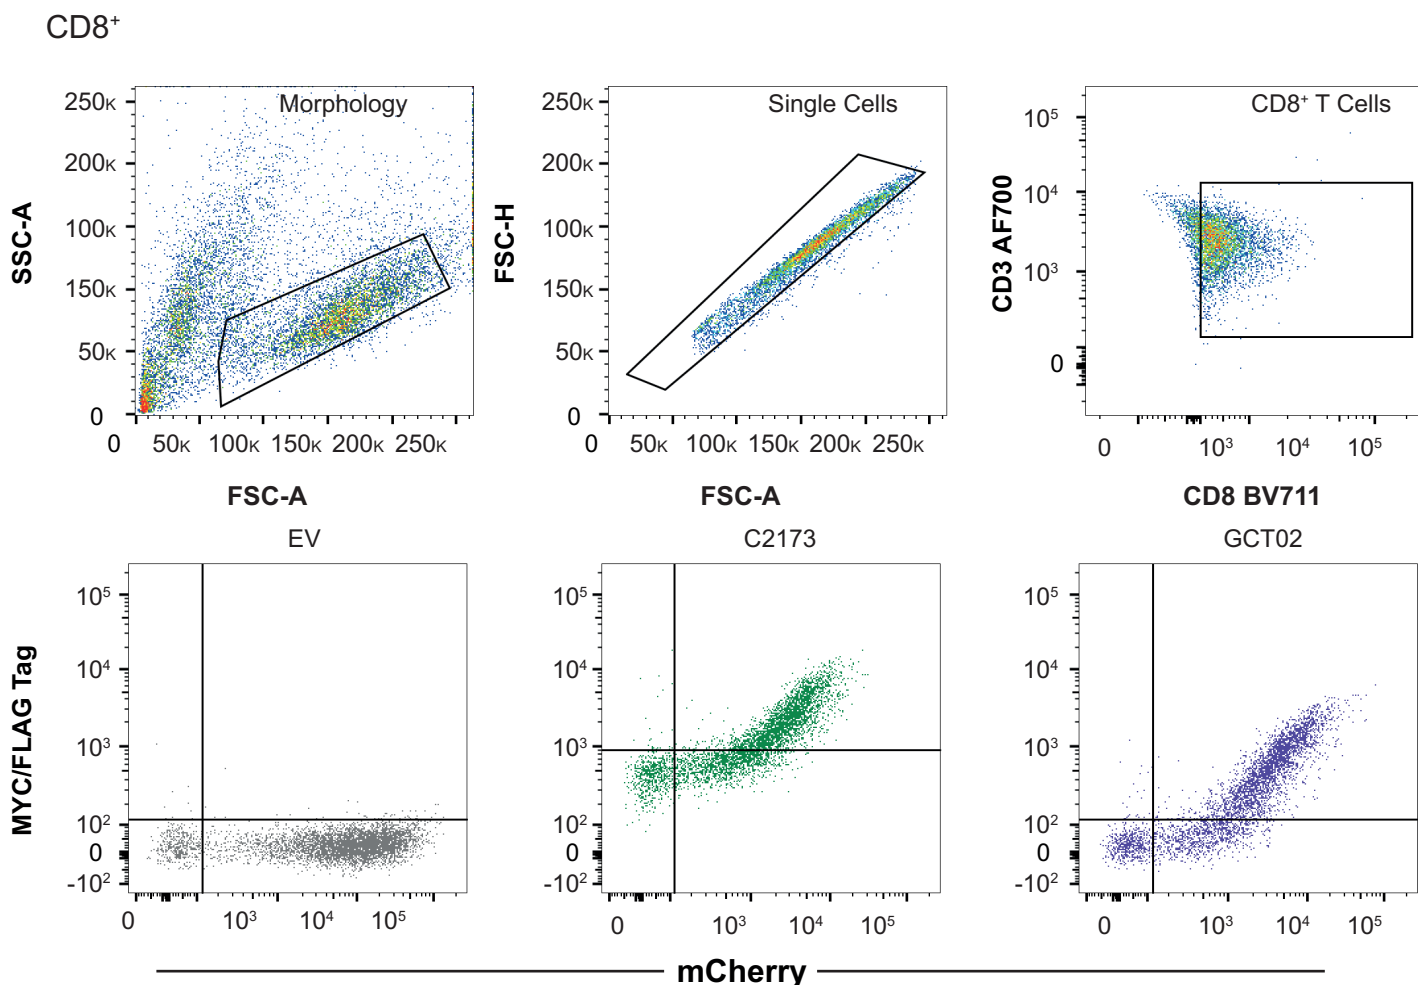 CD8⁺
Morphology
Single Cells
CD8⁺ T Cells
SSC-A
250K
200K
100K
150K
50K
0
0 50K 100K 150K 200K 250K
FSC-A
FSC-H
250K
200K
100K
150K
50K
0
0 50K 100K 150K 200K 250K
FSC-A
CD3 AF700
10⁵
10⁴
10³
0
0 10³ 10⁴ 10⁵
CD8 BV711
EV
C2173
GCT02
MYC/FLAG Tag
10⁵
10⁴
10³
10²
0
-10²
0 10³ 10⁴ 10⁵
10⁵
10⁴
10³
10²
0
-10²
0 10³ 10⁴ 10⁵
10⁵
10⁴
10³
10²
0
-10²
0 10³ 10⁴ 10⁵
mCherry